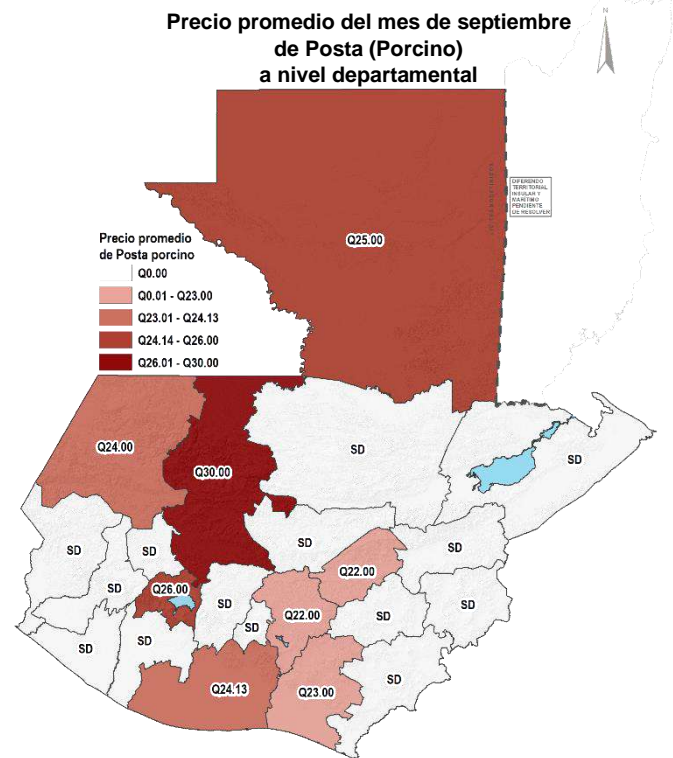 Precio promedio del mes de septiembre
de Posta (Porcino)
a nivel departamental
N
DIFERENDO
TERRITORIAL
INSULAR Y
MARÍTIMO
PENDIENTE
DE RESOLVER
Q25.00
Precio promedio
de Posta porcino
Q0.00
Q0.01 - Q23.00
Q23.01 - Q24.13
Q24.14 - Q26.00
Q26.01 - Q30.00
Q24.00
Q30.00
SD
SD
SD
SD
SD
SD
SD
Q26.00
Q22.00
SD
SD
Q22.00
SD
SD
SD
SD
SD
Q24.13
Q23.00
SD